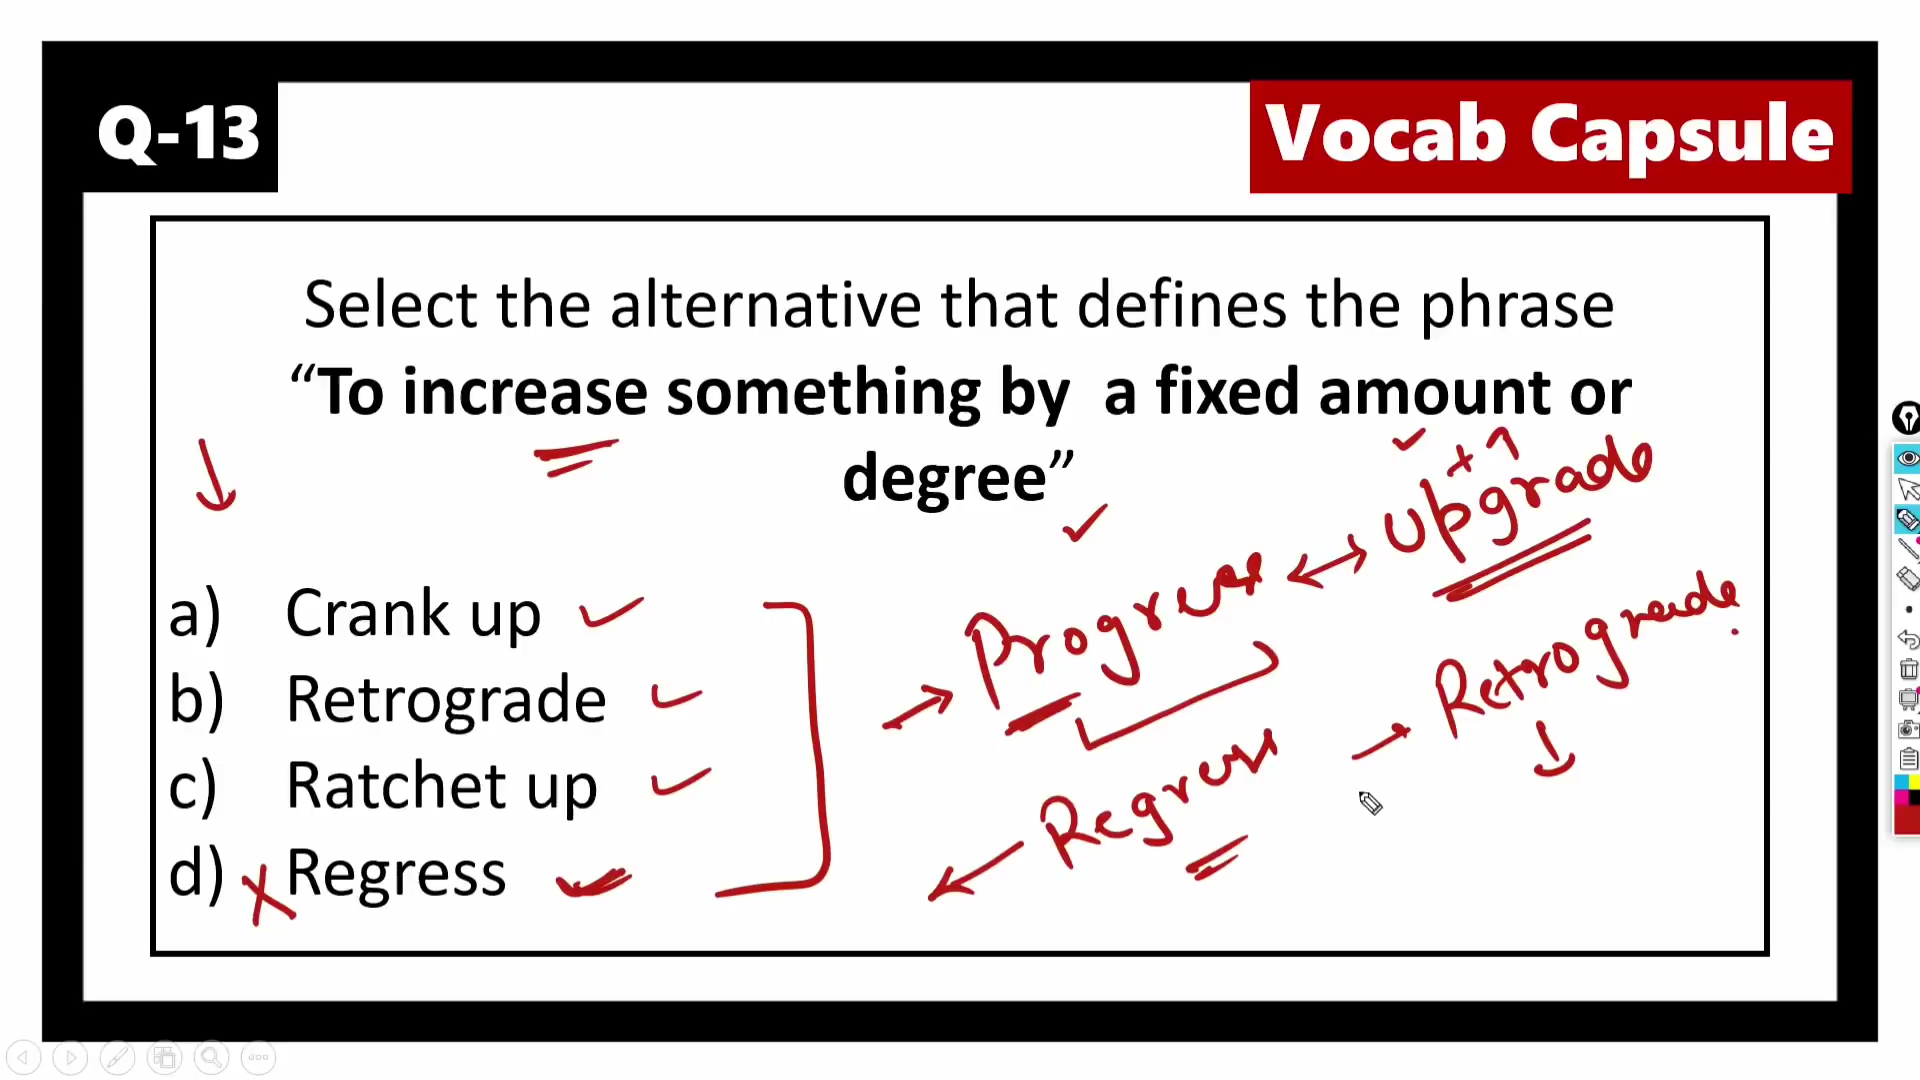 Q-13
Vocab Capsule
Select the alternative that defines the phrase
“To increase something by a fixed amount or
degree”
Upgrade
Progress
Retrograde
Regress
a) Crank up
b) Retrograde
c) Ratchet up
d) Regress